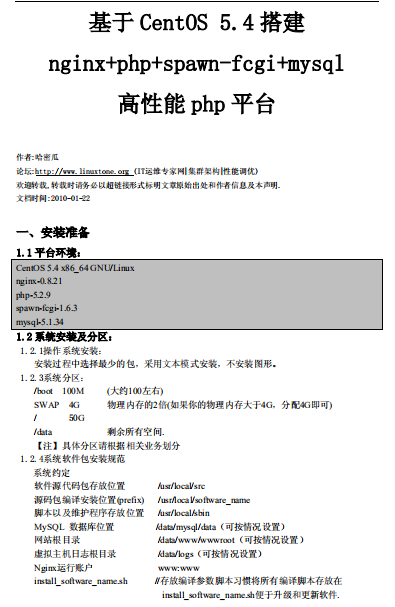 基于 CentOS 5.4 搭建
nginx+php+spawn-fcgi+mysql
高性能 php 平台
作者:哈密瓜
论坛:http://www.linuxtone.org (IT运维专家网|集群架构|性能调优)
欢迎转载,转载时请务必以超链接形式标明文章原始出处和作者信息及本声明.
文档时间:2010-01-22
一、安装准备
1.1 平台环境:
CentOS 5.4 x86_64 GNU/Linux
nginx-0.8.21
php-5.2.9
spawn-fcgi-1.6.3
mysql-5.1.34
1.2 系统安装及分区:
1.2.1操作系统安装:
安装过程中选择最少的包，采用文本模式安装，不安装图形。
1.2.3系统分区:
/boot 100M (大约100左右)
SWAP 4G 物理内存的2倍(如果你的物理内存大于4G，分配4G即可)
/ 50G
/data 剩余所有空间.
【注】具体分区请根据相关业务划分
1.2.4系统软件包安装规范
系统约定
软件源代码包存放位置 /usr/local/src
源码包编译安装位置(prefix) /usr/local/software_name
脚本以及维护程序存放位置 /usr/local/sbin
MySQL 数据库位置 /data/mysql/data（可按情况设置）
网站根目录 /data/www/wwwroot（可按情况设置）
虚拟主机日志根目录 /data/logs（可按情况设置）
Nginx运行账户 www:www
install_software_name.sh //存放编译参数脚本习惯将所有编译脚本存放在
install_software_name.sh便于升级和更新软件.